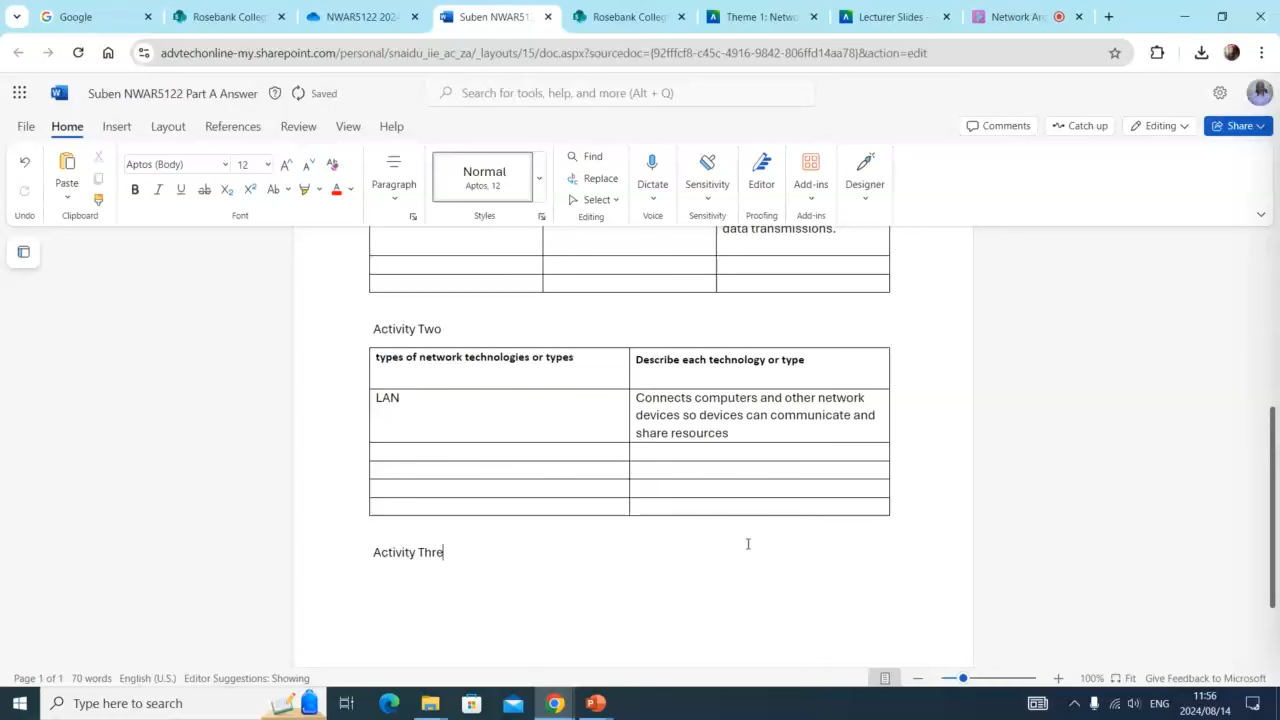 Google
Rosebank Colleg
NWAR5122 2024
Suben NWAR51
Rosebank Colleg
Theme 1: Netwo
Lecturer Slides –
Network Arc
advtechonline-my.sharepoint.com/personal/snaidu_iie_ac_za/_layouts/15/doc.aspx?sourcedoc={92fffcf8-c45c-4916-9842-806ffd14aa78}&action=edit
Suben NWAR5122 Part A Answer
Saved
Search for tools, help, and more (Alt + Q)
File Home Insert Layout References Review View Help
Comments Catch up Editing Share
Paste
Aptos (Body) 12
Paragraph
Normal
Aptos, 12
Find
Replace
Select
Dictate
Sensitivity
Editor
Add-ins
Designer
Undo Clipboard Font Styles Editing Voice Sensitivity Proofing Add-ins
data transmissions.
Activity Two
types of network technologies or types
Describe each technology or type
LAN
Connects computers and other network
devices so devices can communicate and
share resources
Activity Thre
Page 1 of 1 70 words English (U.S.) Editor Suggestions: Showing
100% Fit Give Feedback to Microsoft
Type here to search
ENG
11:56
2024/08/14